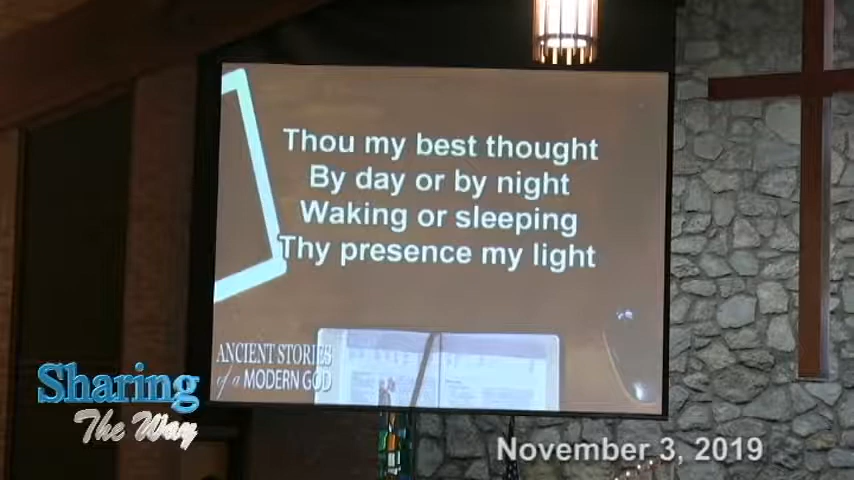 Thou my best thought
By day or by night
Waking or sleeping
Thy presence my light
ANCIENT STORIES
of a MODERN GOD
Sharing
The Way
November 3, 2019